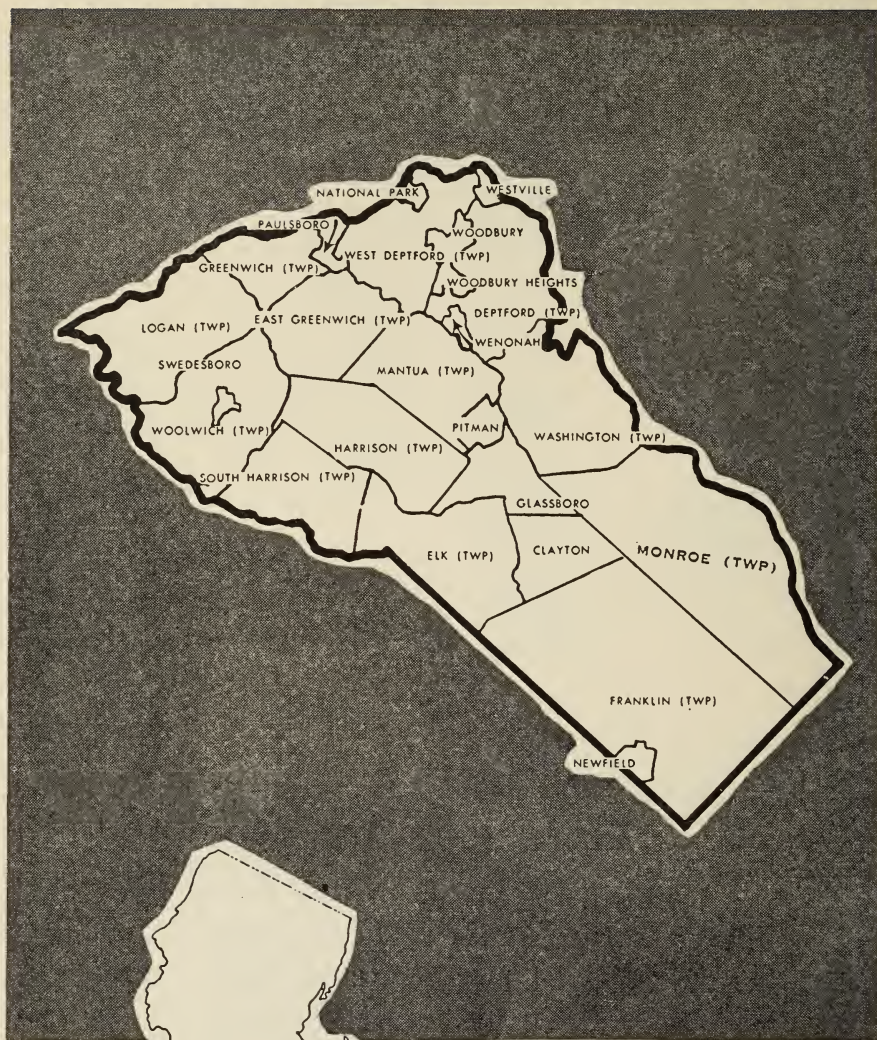 NATIONAL PARK
WESTVILLE
PAULSBORO
WOODBURY
WEST DEPTFORD (TWP)
GREENWICH (TWP)
WOODBURY HEIGHTS
DEPTFORD (TWP)
EAST GREENWICH (TWP)
LOGAN (TWP)
WENONAH
SWEDESBORO
MANTUA (TWP)
PITMAN
WOOLWICH (TWP)
WASHINGTON (TWP)
HARRISON (TWP)
SOUTH HARRISON (TWP)
GLASSBORO
ELK (TWP)
CLAYTON
MONROE (TWP)
FRANKLIN (TWP)
NEWFIELD